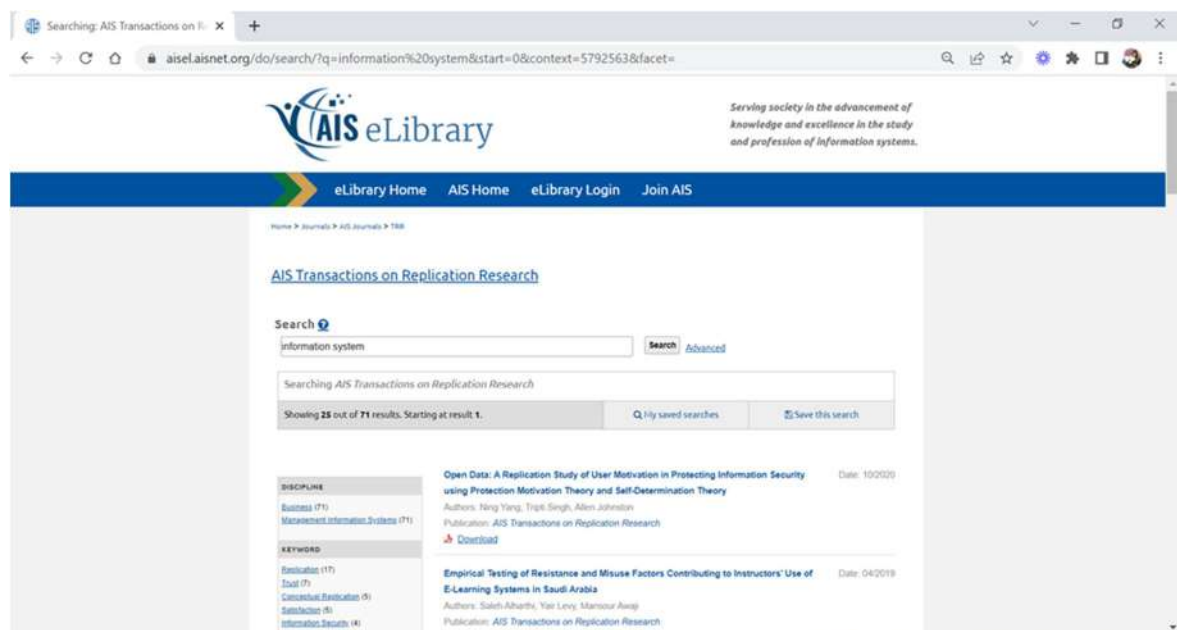 Searching: AIS Transactions on R
aisel.aisnet.org/do/search/?q=information%20system&start=0&context=5792563&facet=
AIS eLibrary
Serving society in the advancement of
knowledge and excellence in the study
and profession of information systems.
eLibrary Home AIS Home eLibrary Login Join AIS
Home > Journals > AIS Journals > TRR
AIS Transactions on Replication Research
Search
information system
Search Advanced
Searching AIS Transactions on Replication Research
Showing 25 out of 71 results. Starting at result 1.
My saved searches
Save this search
DISCIPLINE
Business (71)
Management Information Systems (71)
KEYWORD
Replication (17)
Trust (7)
Conceptual Replication (5)
Satisfaction (5)
Information Security (4)
Open Data: A Replication Study of User Motivation in Protecting Information Security
using Protection Motivation Theory and Self-Determination Theory
Date: 10/2020
Authors: Ning Yang, Tripti Singh, Allen Johnston
Publication: AIS Transactions on Replication Research
Download
Empirical Testing of Resistance and Misuse Factors Contributing to Instructors' Use of
E-Learning Systems in Saudi Arabia
Date: 04/2019
Authors: Saleh Alharthi, Yair Levy, Mansour Awaji
Publication: AIS Transactions on Replication Research